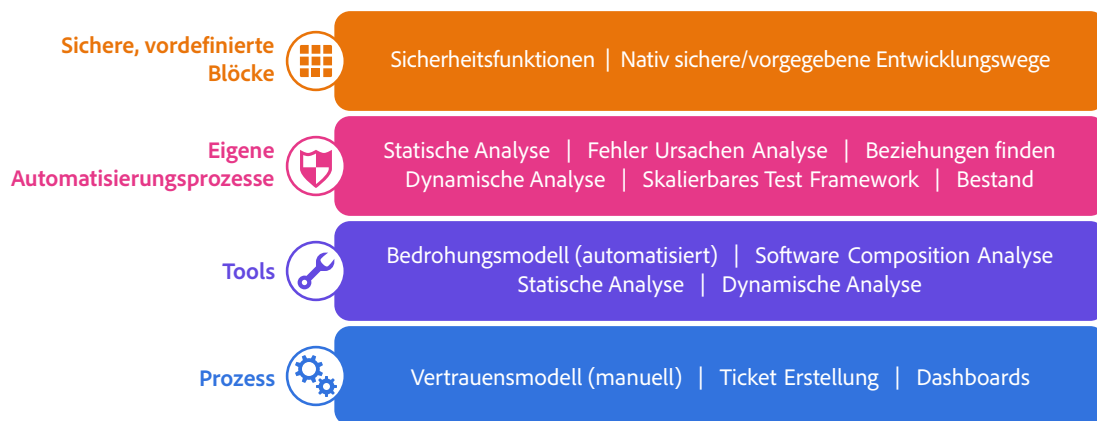 Sichere, vordefinierte
Blöcke
Sicherheitsfunktionen | Nativ sichere/vorgegebene Entwicklungswege
Eigene
Automatisierungsprozesse
Statische Analyse | Fehler Ursachen Analyse | Beziehungen finden
Dynamische Analyse | Skalierbares Test Framework | Bestand
Tools
Bedrohungsmodell (automatisiert) | Software Composition Analyse
Statische Analyse | Dynamische Analyse
Prozess
Vertrauensmodell (manuell) | Ticket Erstellung | Dashboards